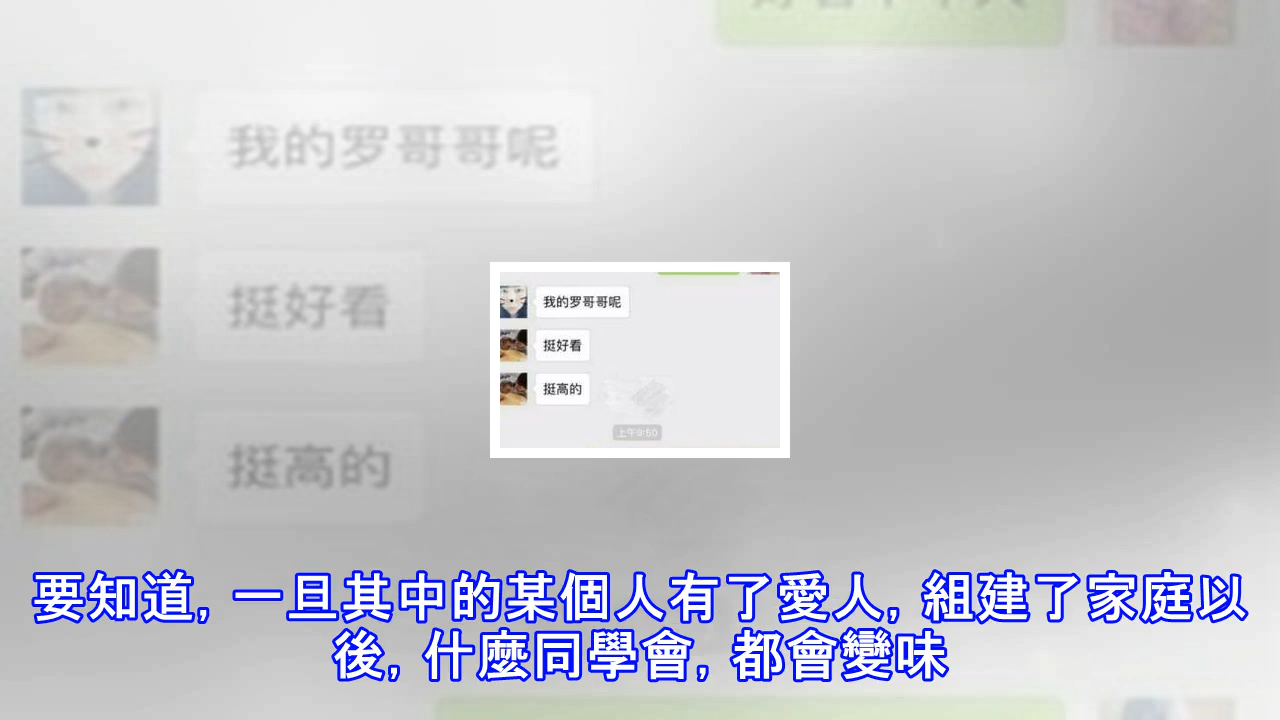 我的罗哥哥呢
挺好看
挺高的
我的罗哥哥呢
挺好看
挺高的
上午9:50
要知道, 一旦其中的某個人有了愛人, 組建了家庭以
後, 什麼同學會, 都會變味